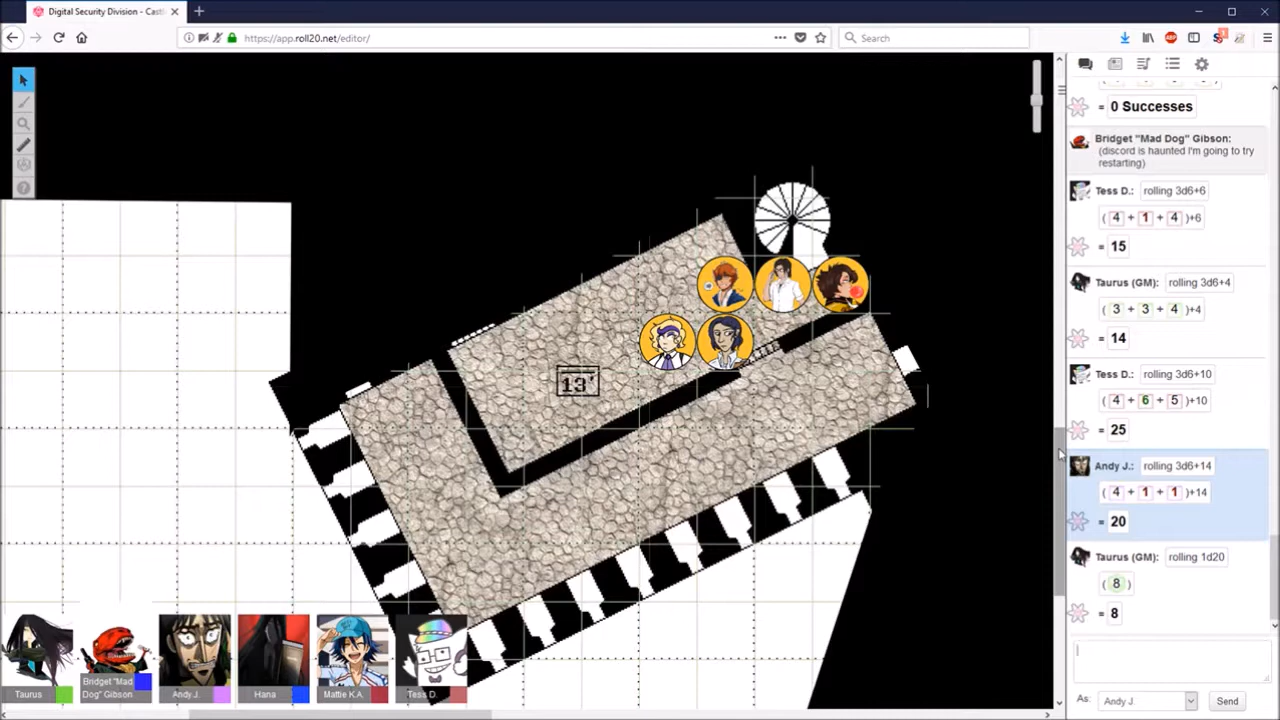 Digital Security Division - Castl
https://app.roll20.net/editor/
Search
= 0 Successes
Bridget "Mad Dog" Gibson:
(discord is haunted i'm going to try
restarting)
Tess D.: rolling 3d6+6
( 4 + 1 + 4 )+6
= 15
Taurus (GM): rolling 3d6+4
( 3 + 3 + 4 )+4
= 14
Tess D.: rolling 3d6+10
( 4 + 6 + 5 )+10
= 25
Andy J.: rolling 3d6+14
( 4 + 1 + 1 )+14
= 20
Taurus (GM): rolling 1d20
( 8 )
= 8
13'
Taurus
Bridget "Mad
Dog" Gibson
Andy J.
Hana
Mattie K.A.
Tess D.
As: Andy J. Send